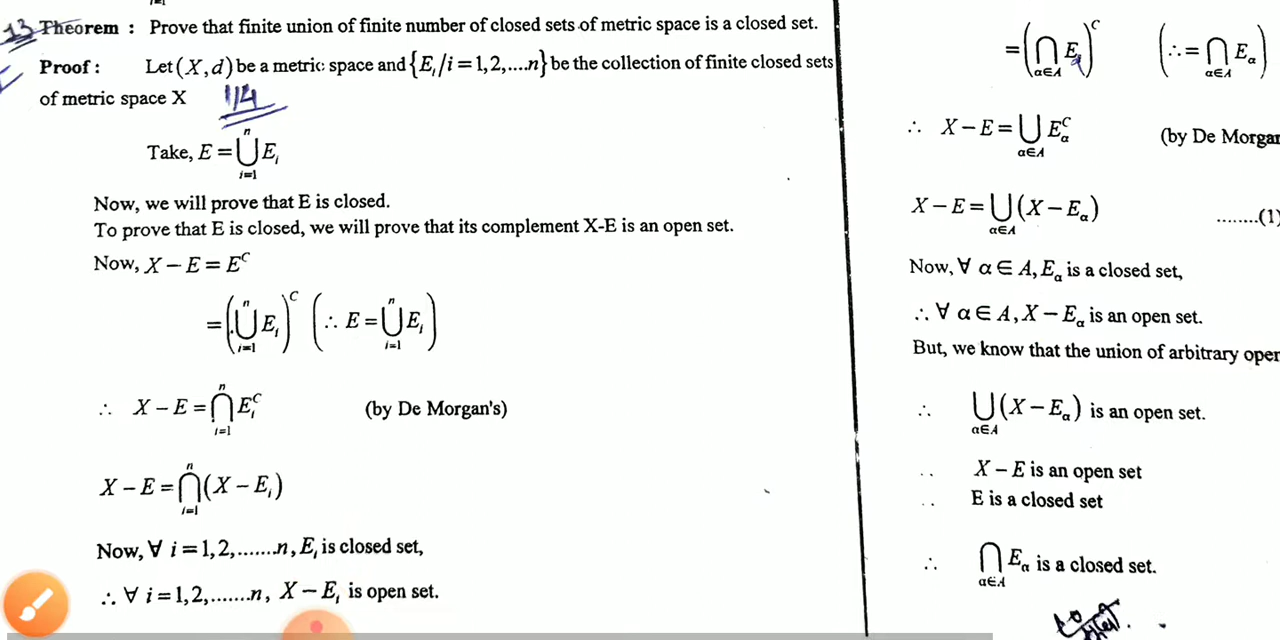 13 Theorem : Prove that finite union of finite number of closed sets of metric space is a closed set.
Proof : Let (X, d) be a metric space and {E_i / i = 1, 2, ....n} be the collection of finite closed sets
of metric space X
Take, E = ⋃_{i=1}^{n} E_i
Now, we will prove that E is closed.
To prove that E is closed, we will prove that its complement X-E is an open set.
Now, X – E = E^C
= (⋃_{i=1}^{n} E_i)^C (∴ E = ⋃_{i=1}^{n} E_i)
∴ X – E = ⋂_{i=1}^{n} E_i^C (by De Morgan's)
X – E = ⋂_{i=1}^{n} (X – E_i)
Now, ∀ i = 1, 2, .......n, E_i is closed set,
∴ ∀ i = 1, 2, .......n, X – E_i is open set.
= (⋂_{α∈A} E_α)^C (∴ = ⋂_{α∈A} E_α)
∴ X – E = ⋃_{α∈A} E_α^C (by De Morgan
X – E = ⋃_{α∈A} (X – E_α) ........(1)
Now, ∀ α ∈ A, E_α is a closed set,
∴ ∀ α ∈ A, X – E_α is an open set.
But, we know that the union of arbitrary open
∴ ⋃_{α∈A} (X – E_α) is an open set.
∴ X – E is an open set
∴ E is a closed set
∴ ⋂_{α∈A} E_α is a closed set.